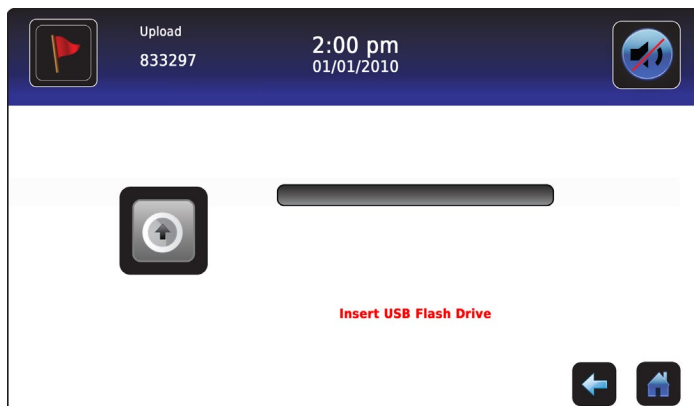 Upload
833297
2:00 pm
01/01/2010
Insert USB Flash Drive